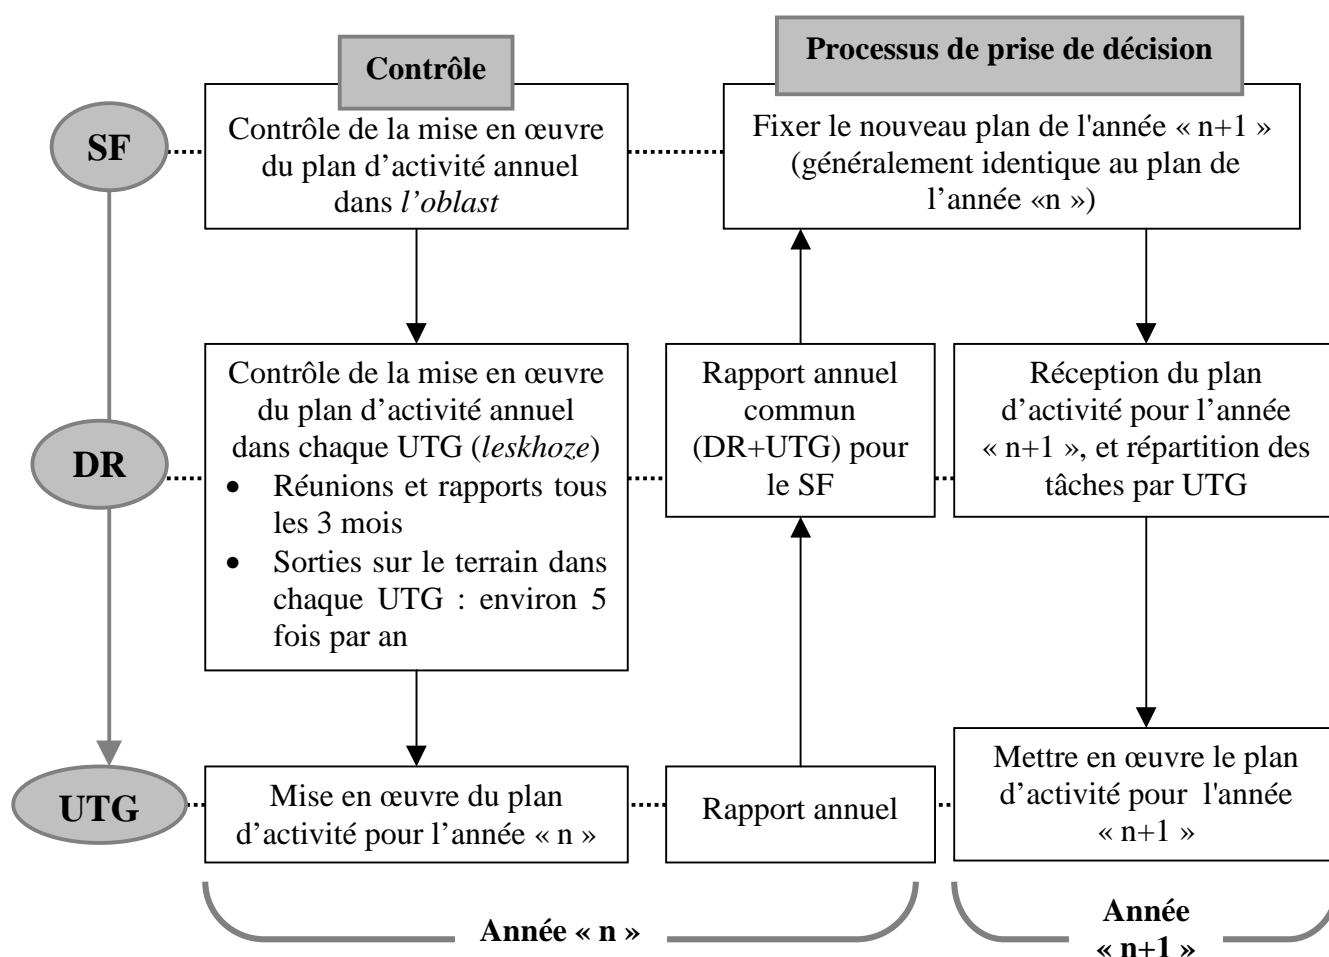 Contrôle
Processus de prise de décision
SF
Contrôle de la mise en œuvre
du plan d’activité annuel
dans l’oblast
Fixer le nouveau plan de l'année « n+1 »
(généralement identique au plan de
l’année «n »)
DR
Contrôle de la mise en œuvre
du plan d’activité annuel
dans chaque UTG (leskhoze)
• Réunions et rapports tous
les 3 mois
• Sorties sur le terrain dans
chaque UTG : environ 5
fois par an
Rapport annuel
commun
(DR+UTG) pour
le SF
Réception du plan
d’activité pour l’année
« n+1 », et répartition des
tâches par UTG
UTG
Mise en œuvre du plan
d’activité pour l’année « n »
Rapport annuel
Mettre en œuvre le plan
d’activité pour l'année
« n+1 »
Année « n »
Année
« n+1 »